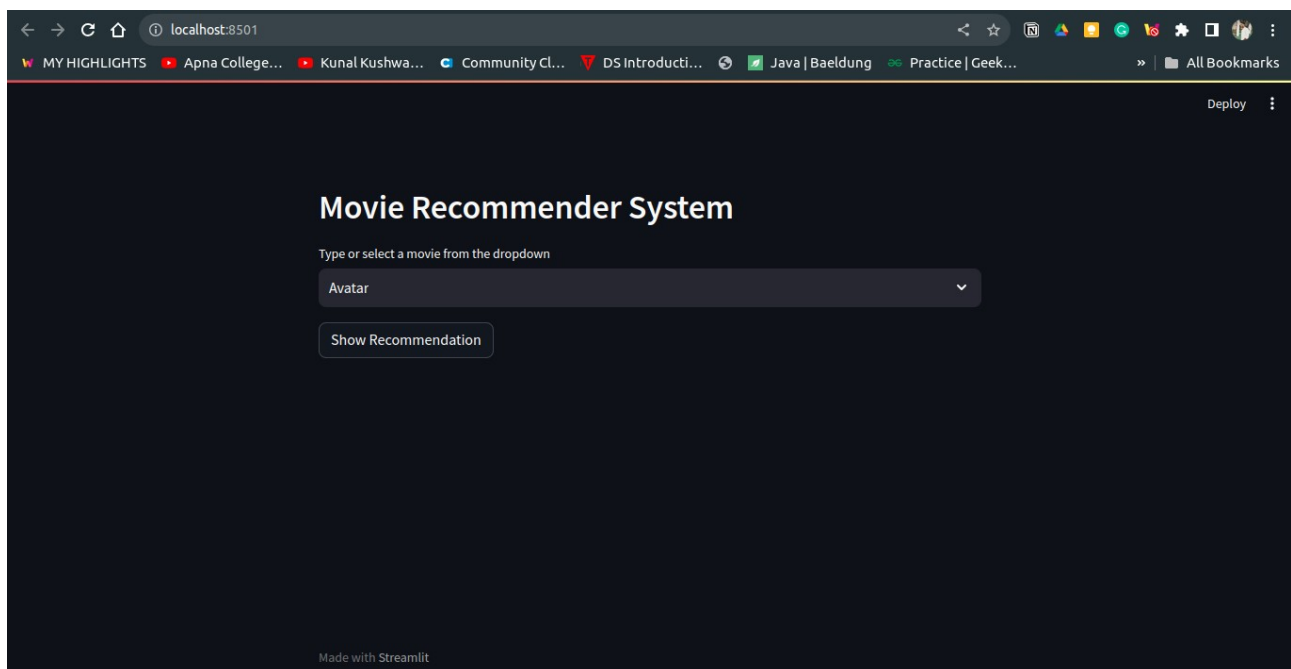 localhost:8501
MY HIGHLIGHTS Apna College... Kunal Kushwa... Community Cl... DS Introducti... Java | Baeldung Practice | Geek... » All Bookmarks
Deploy
Movie Recommender System
Type or select a movie from the dropdown
Avatar
Show Recommendation
Made with Streamlit